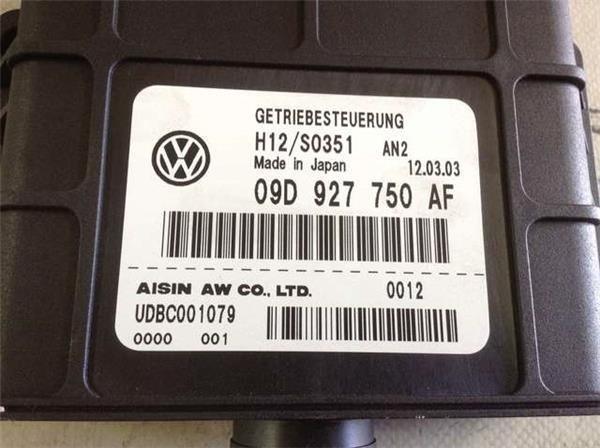 GETRIEBESTEUERUNG
H12/S0351 AN2
Made in Japan 12.03.03
09D 927 750 AF
AISIN AW CO., LTD. 0012
UDBC001079
0000 001